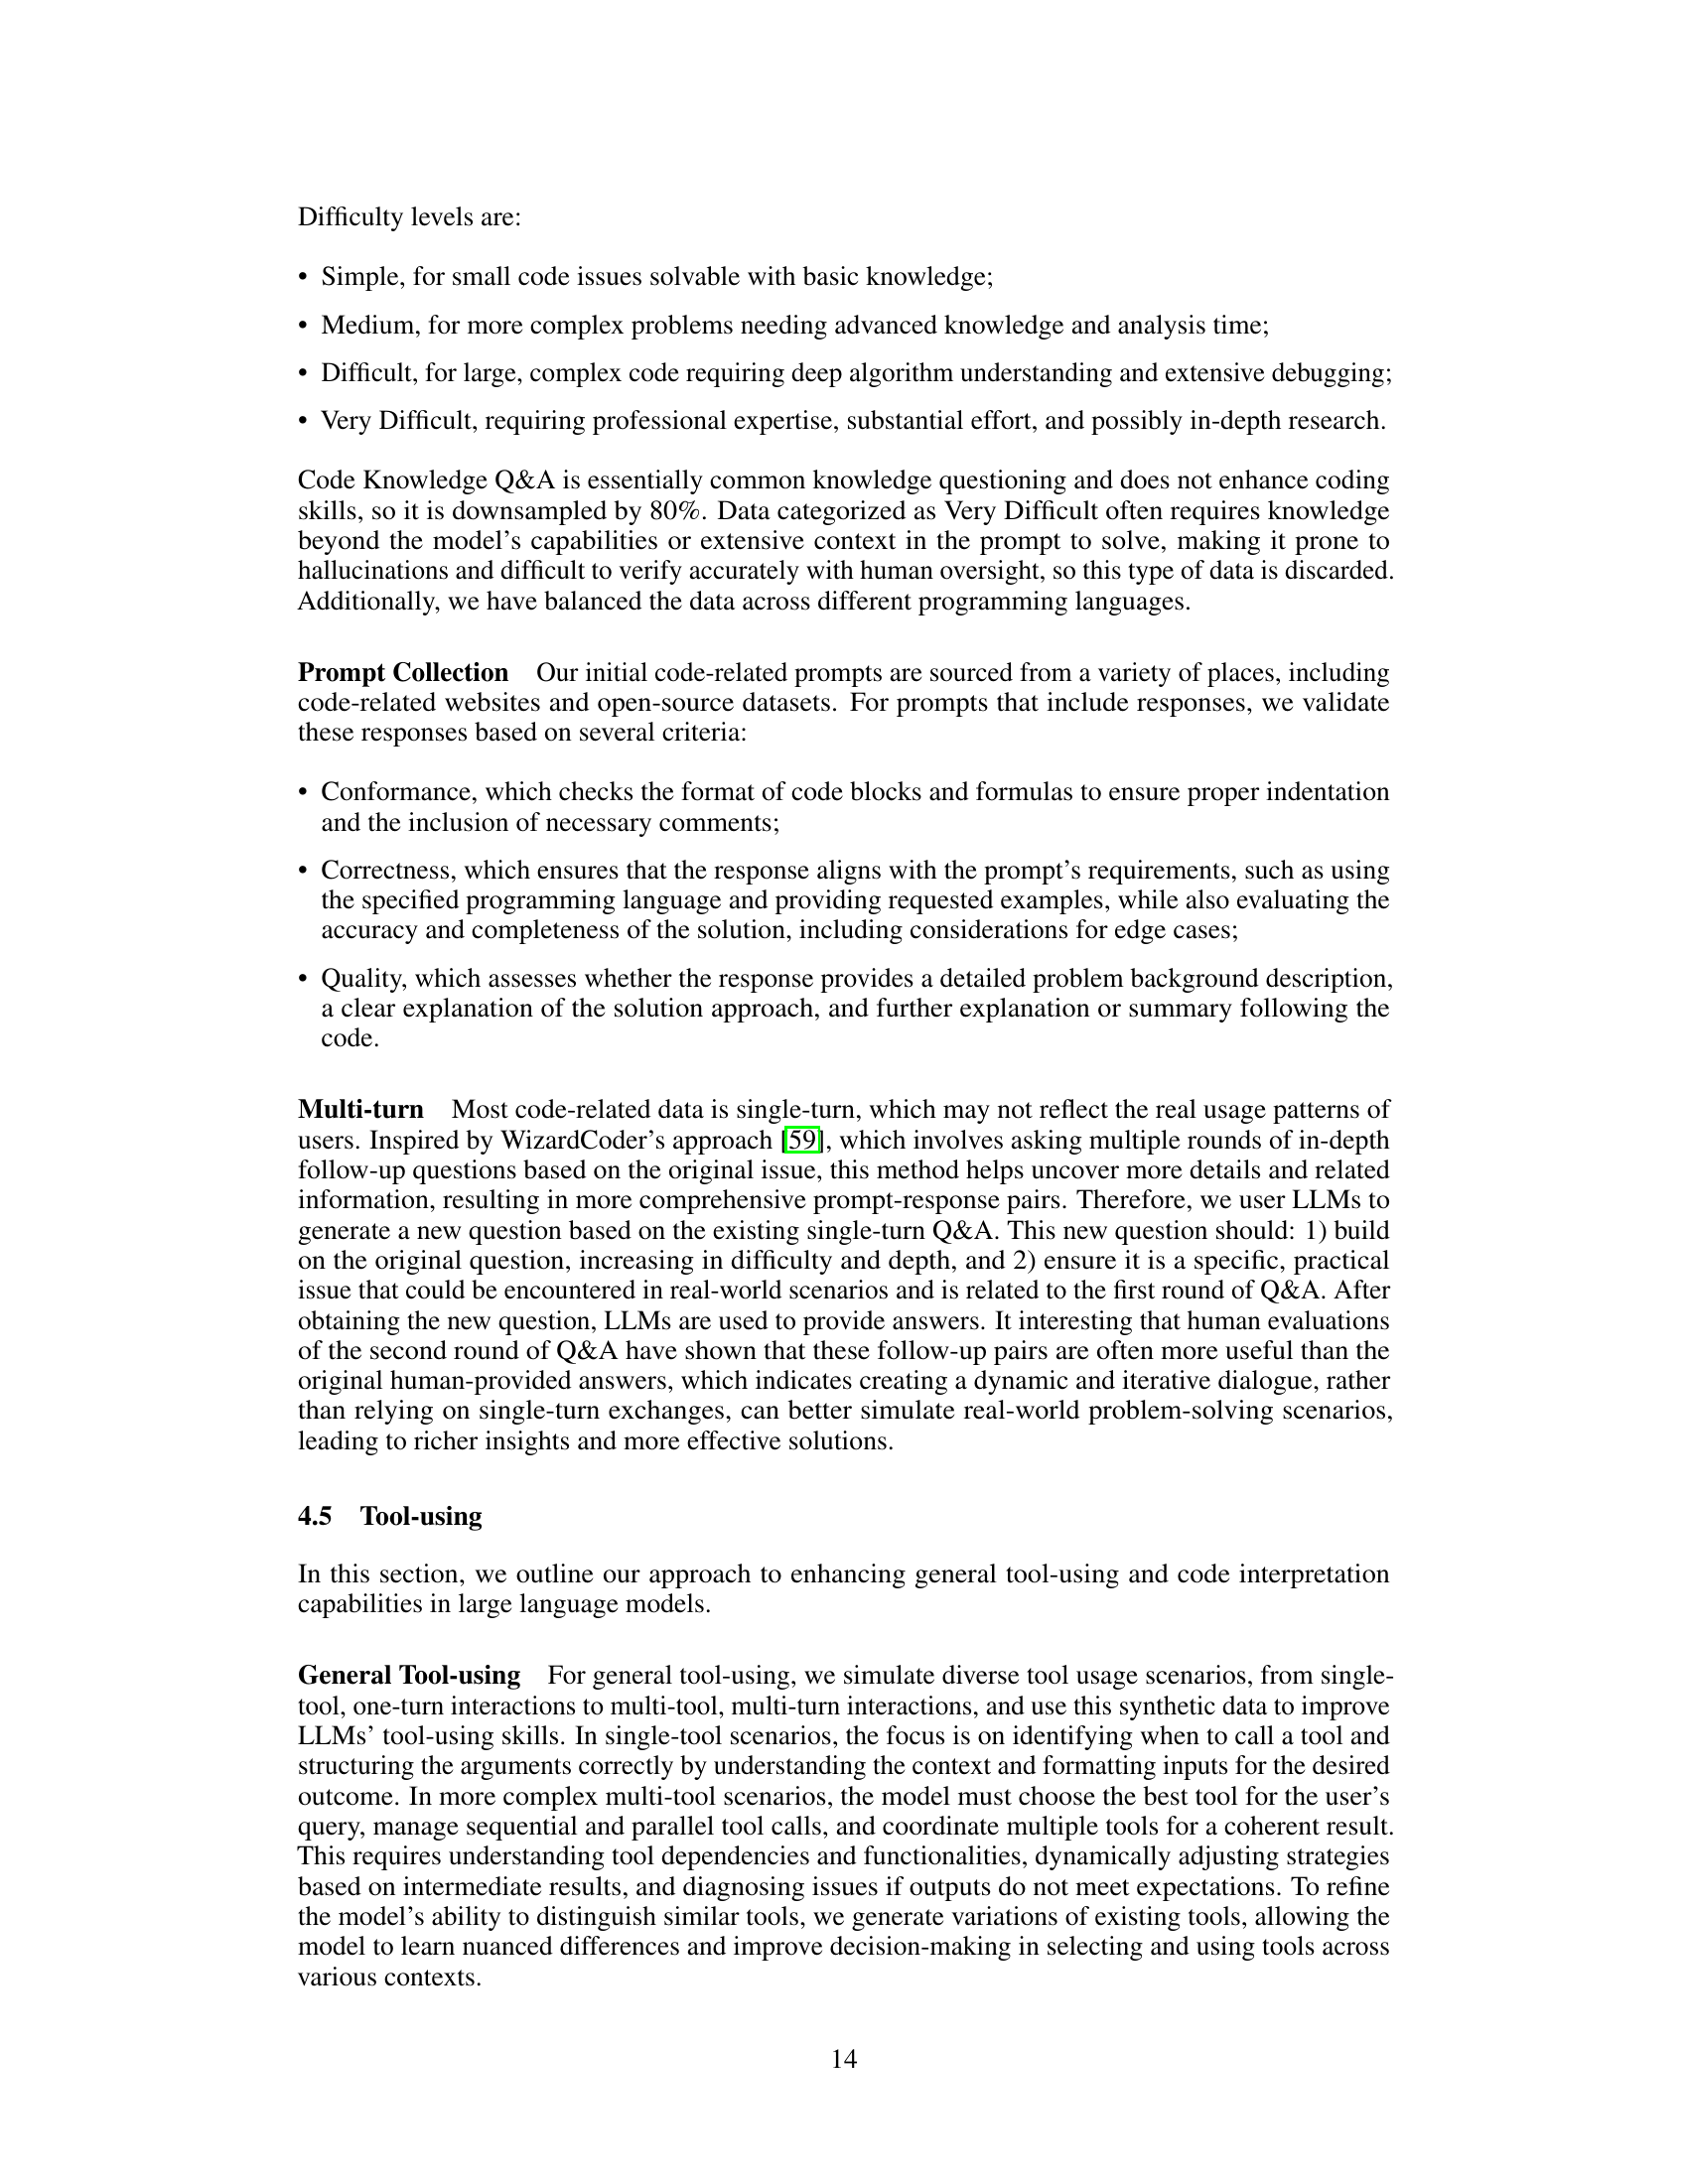 Difficulty levels are:
• Simple, for small code issues solvable with basic knowledge;
• Medium, for more complex problems needing advanced knowledge and analysis time;
• Difficult, for large, complex code requiring deep algorithm understanding and extensive debugging;
• Very Difficult, requiring professional expertise, substantial effort, and possibly in-depth research.
Code Knowledge Q&A is essentially common knowledge questioning and does not enhance coding
skills, so it is downsampled by 80%. Data categorized as Very Difficult often requires knowledge
beyond the model's capabilities or extensive context in the prompt to solve, making it prone to
hallucinations and difficult to verify accurately with human oversight, so this type of data is discarded.
Additionally, we have balanced the data across different programming languages.
Prompt Collection Our initial code-related prompts are sourced from a variety of places, including
code-related websites and open-source datasets. For prompts that include responses, we validate
these responses based on several criteria:
• Conformance, which checks the format of code blocks and formulas to ensure proper indentation
and the inclusion of necessary comments;
• Correctness, which ensures that the response aligns with the prompt's requirements, such as using
the specified programming language and providing requested examples, while also evaluating the
accuracy and completeness of the solution, including considerations for edge cases;
• Quality, which assesses whether the response provides a detailed problem background description,
a clear explanation of the solution approach, and further explanation or summary following the
code.
Multi-turn Most code-related data is single-turn, which may not reflect the real usage patterns of
users. Inspired by WizardCoder's approach [59], which involves asking multiple rounds of in-depth
follow-up questions based on the original issue, this method helps uncover more details and related
information, resulting in more comprehensive prompt-response pairs. Therefore, we user LLMs to
generate a new question based on the existing single-turn Q&A. This new question should: 1) build
on the original question, increasing in difficulty and depth, and 2) ensure it is a specific, practical
issue that could be encountered in real-world scenarios and is related to the first round of Q&A. After
obtaining the new question, LLMs are used to provide answers. It interesting that human evaluations
of the second round of Q&A have shown that these follow-up pairs are often more useful than the
original human-provided answers, which indicates creating a dynamic and iterative dialogue, rather
than relying on single-turn exchanges, can better simulate real-world problem-solving scenarios,
leading to richer insights and more effective solutions.
4.5 Tool-using
In this section, we outline our approach to enhancing general tool-using and code interpretation
capabilities in large language models.
General Tool-using For general tool-using, we simulate diverse tool usage scenarios, from single-
tool, one-turn interactions to multi-tool, multi-turn interactions, and use this synthetic data to improve
LLMs' tool-using skills. In single-tool scenarios, the focus is on identifying when to call a tool and
structuring the arguments correctly by understanding the context and formatting inputs for the desired
outcome. In more complex multi-tool scenarios, the model must choose the best tool for the user's
query, manage sequential and parallel tool calls, and coordinate multiple tools for a coherent result.
This requires understanding tool dependencies and functionalities, dynamically adjusting strategies
based on intermediate results, and diagnosing issues if outputs do not meet expectations. To refine
the model's ability to distinguish similar tools, we generate variations of existing tools, allowing the
model to learn nuanced differences and improve decision-making in selecting and using tools across
various contexts.
14